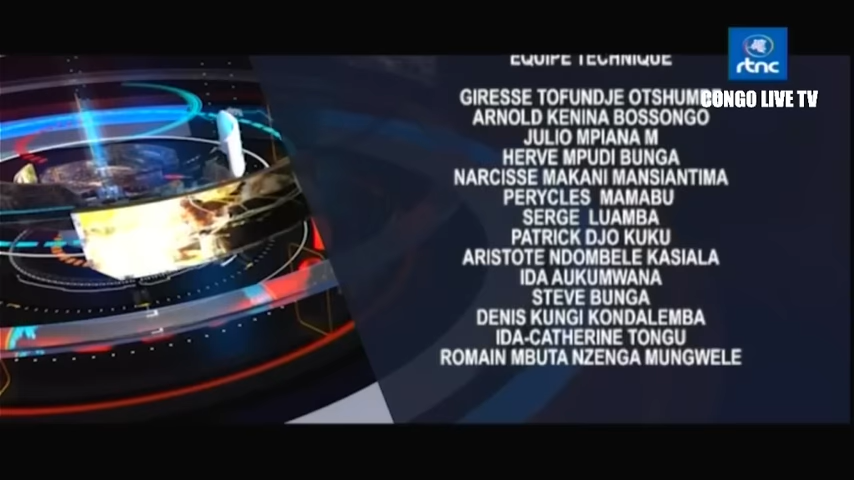 rtnc
CONGO LIVE TV
EQUIPE TECHNIQUE
GIRESSE TOFUNDJE
ARNOLD KENINA BOSSONGO
JULIO MPIANA M
HERVE MPUDI BUNGA
NARCISSE MAKANI MANSIANTIMA
PERYCLES MAMABU
SERGE LUAMBA
PATRICK DJO KUKU
ARISTOTE NDOMBELE KASIALA
IDA AUKUMWANA
STEVE BUNGA
DENIS KUNGI KONDALEMBA
IDA-CATHERINE TONGU
ROMAIN MBUTA NZENGA MUNGWELE